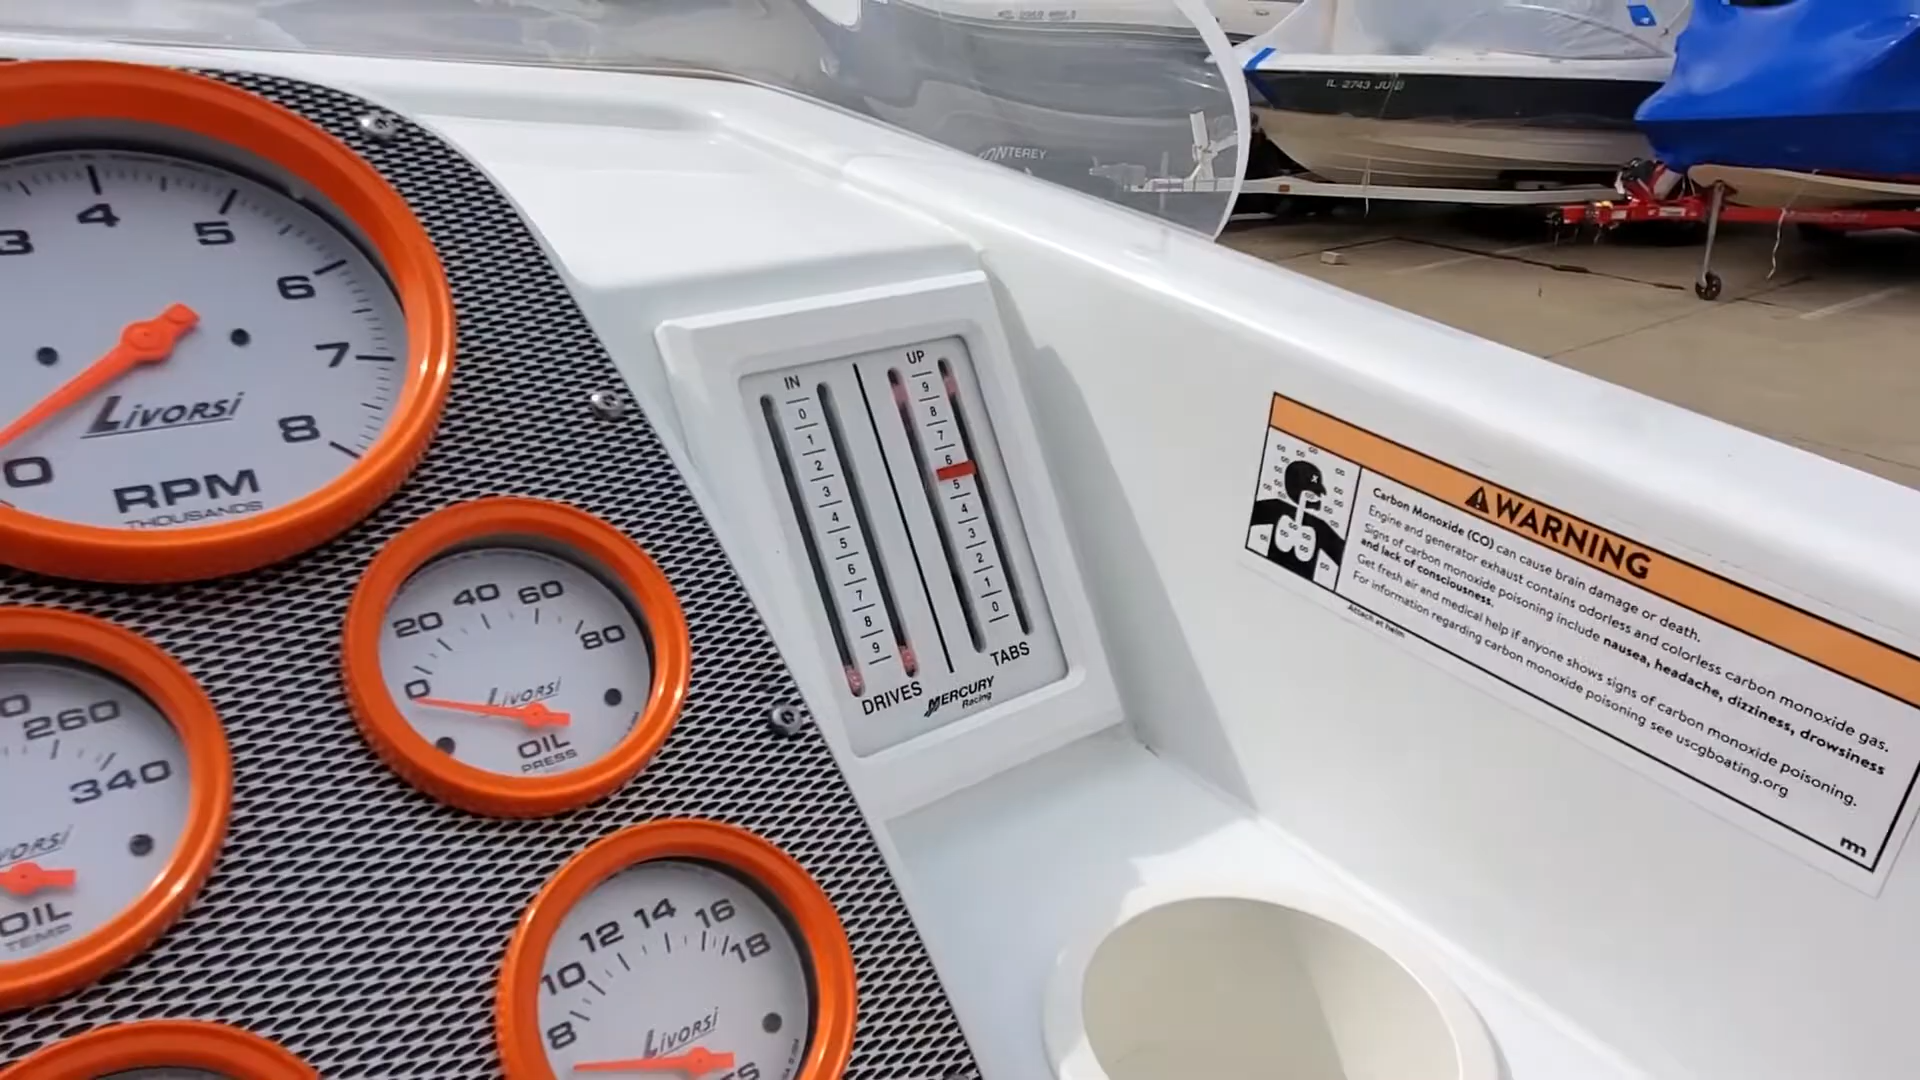 IL 2743 JU
MONTEREY
3 4 5 6 7 8
0
LIVORSI
RPM
THOUSANDS
0 20 40 60 80
LIVORSI
OIL
PRESS
260
340
OIL
TEMP
8 10 12 14 16 18
LIVORSI
IN
0
1
2
3
4
5
6
7
8
9
DRIVES
UP
9
8
7
6
5
4
3
2
1
0
TABS
MERCURY
Racing
WARNING
Carbon Monoxide (CO) can cause brain damage or death.
Engine and generator exhaust contains odorless and colorless carbon monoxide gas.
Signs of carbon monoxide poisoning include nausea, headache, dizziness, drowsiness
and lack of consciousness.
Get fresh air and medical help if anyone shows signs of carbon monoxide poisoning.
For information regarding carbon monoxide poisoning see uscgboating.org
Attach at helm